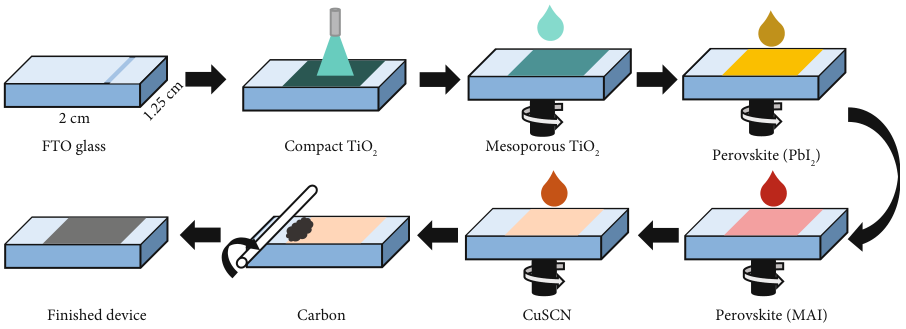 2 cm
1.25 cm
FTO glass
Compact TiO₂
Mesoporous TiO₂
Perovskite (PbI₂)
Perovskite (MAI)
CuSCN
Carbon
Finished device